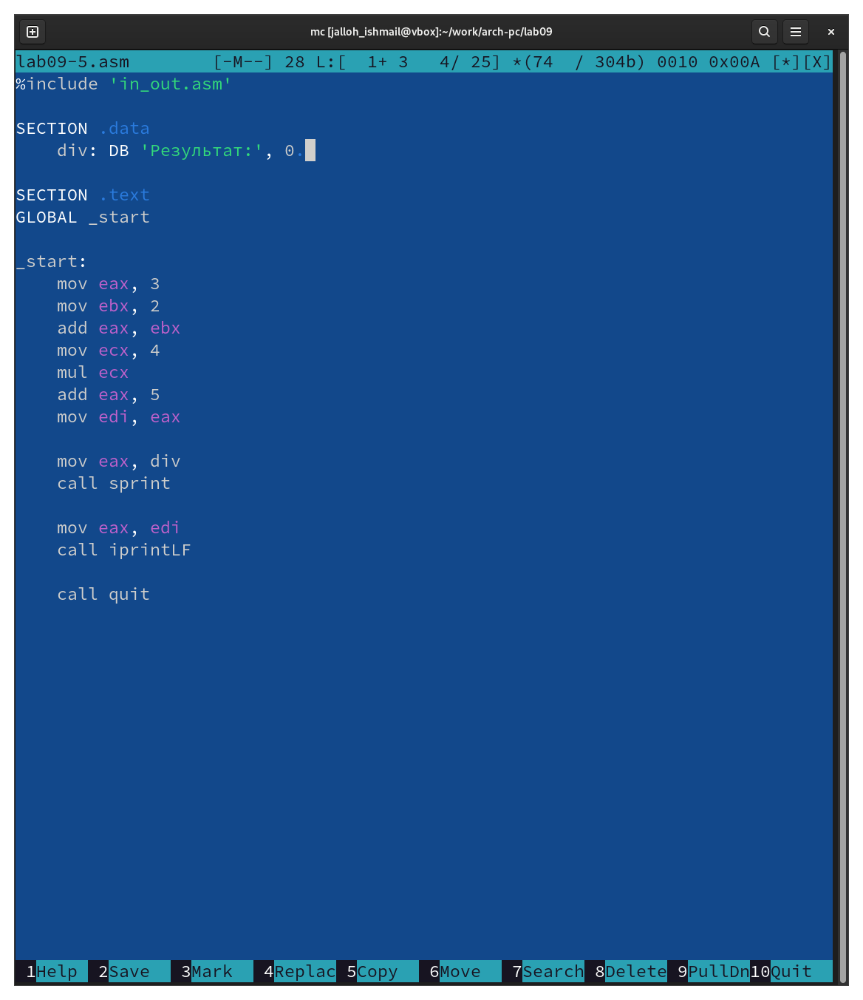 mc [jalloh_ishmail@vbox]:~/work/arch-pc/lab09
lab09-5.asm        [-M--] 28 L:[  1+ 3   4/ 25] *(74  / 304b) 0010 0x00A [*][X]
%include 'in_out.asm'
SECTION .data
    div: DB 'Результат:', 0.
SECTION .text
GLOBAL _start
_start:
    mov eax, 3
    mov ebx, 2
    add eax, ebx
    mov ecx, 4
    mul ecx
    add eax, 5
    mov edi, eax
    mov eax, div
    call sprint
    mov eax, edi
    call iprintLF
    call quit
1Help 2Save 3Mark 4Replac 5Copy 6Move 7Search 8Delete 9PullDn 10Quit